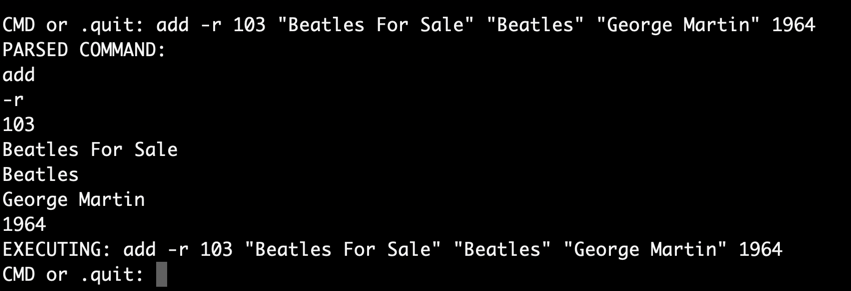 CMD or .quit: add -r 103 "Beatles For Sale" "Beatles" "George Martin" 1964
PARSED COMMAND:
add
-r
103
Beatles For Sale
Beatles
George Martin
1964
EXECUTING: add -r 103 "Beatles For Sale" "Beatles" "George Martin" 1964
CMD or .quit: